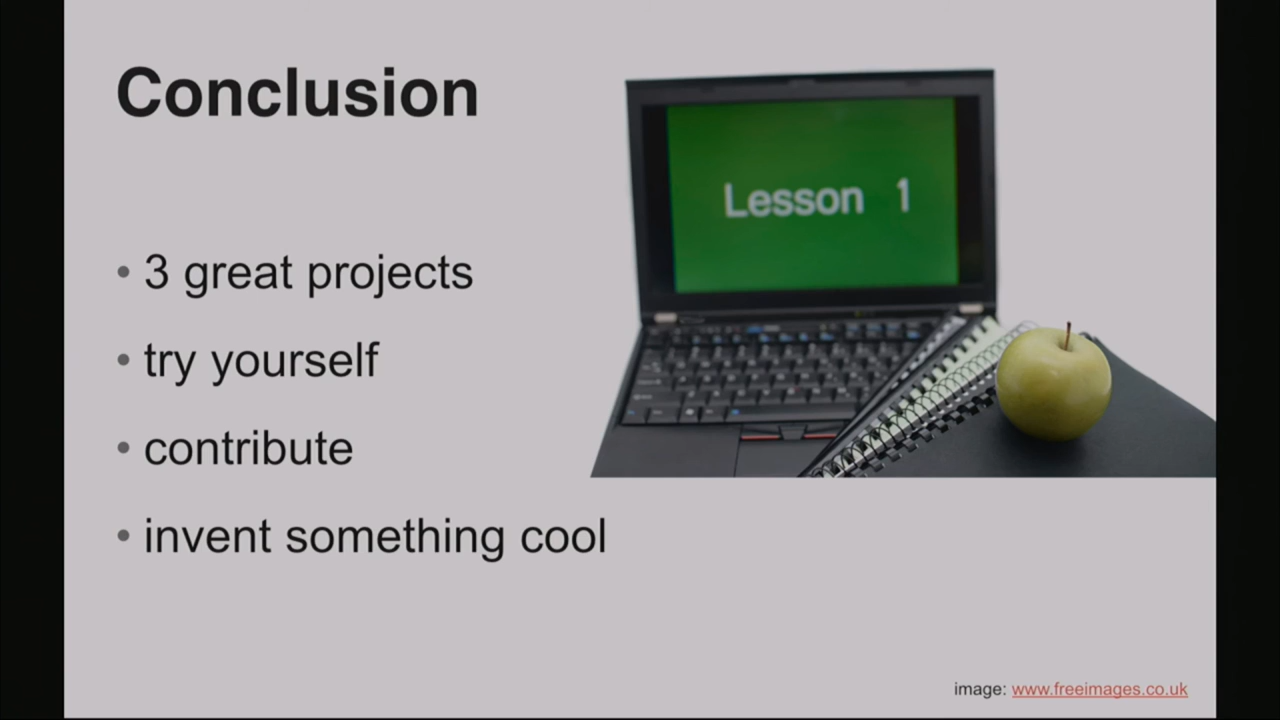 Conclusion
Lesson 1
• 3 great projects
• try yourself
• contribute
• invent something cool
image: www.freeimages.co.uk